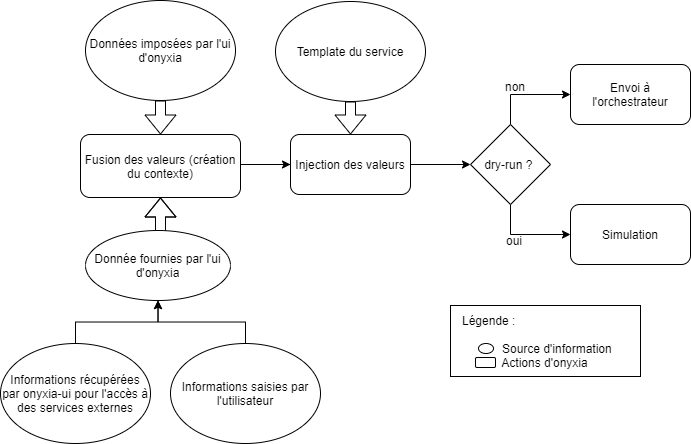 Données imposées par l'ui
d'onyxia
Template du service
non
Envoi à
l'orchestrateur
Fusion des valeurs (création
du contexte)
Injection des valeurs
dry-run ?
oui
Simulation
Donnée fournies par l'ui
d'onyxia
Légende :
Source d'information
Actions d'onyxia
Informations récupérées
par onyxia-ui pour l'accès à
des services externes
Informations saisies par
l'utilisateur